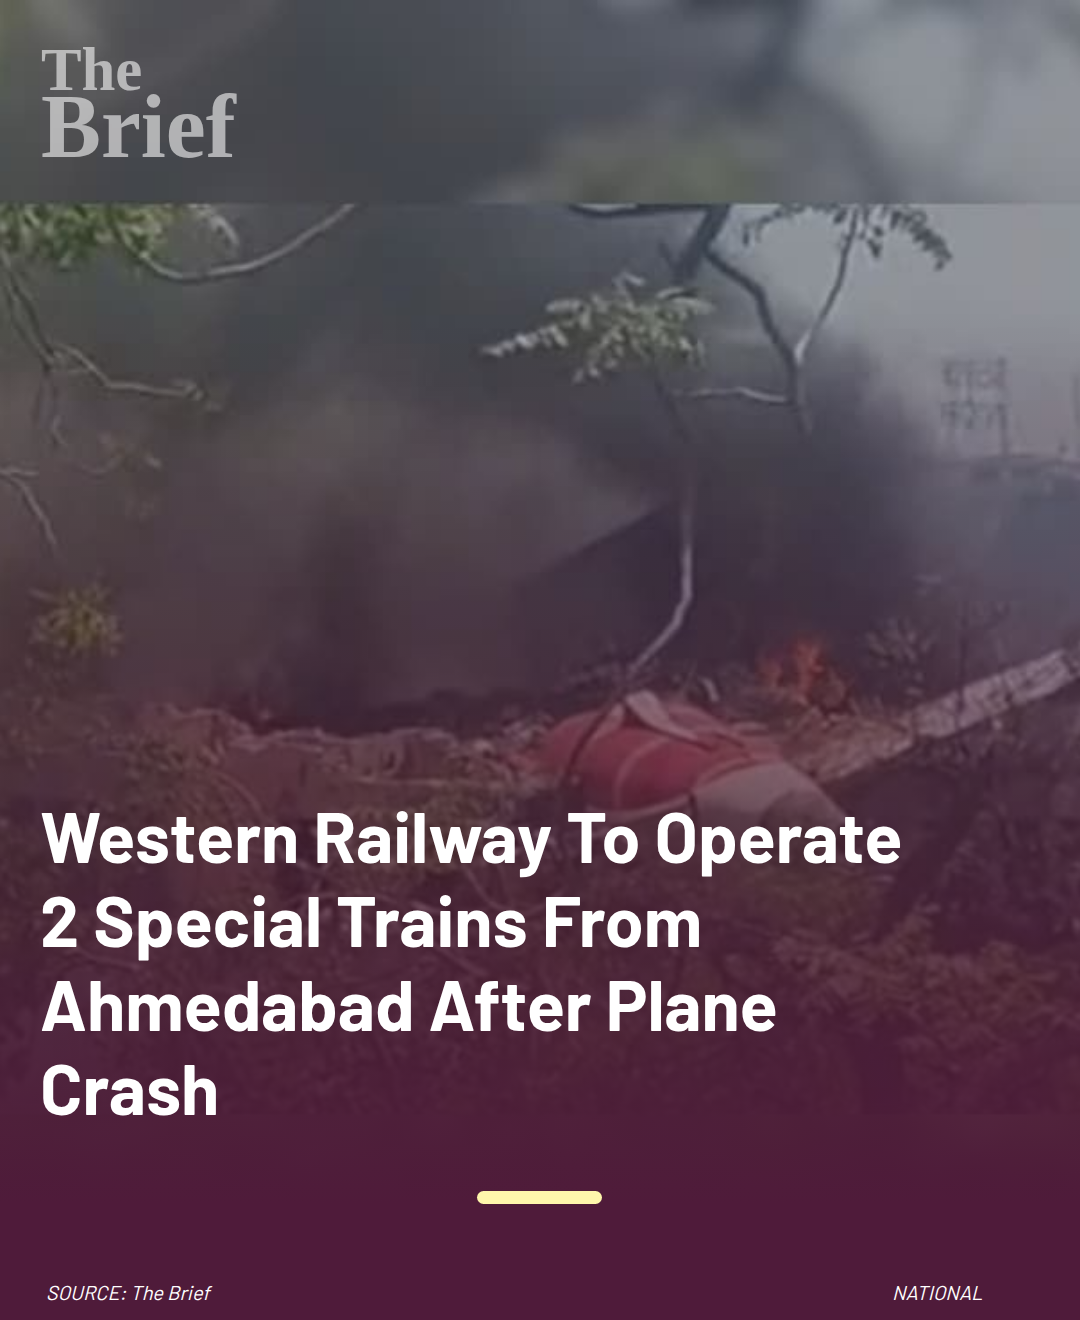 The
Brief
Western Railway To Operate
2 Special Trains From
Ahmedabad After Plane
Crash
SOURCE: The Brief
NATIONAL